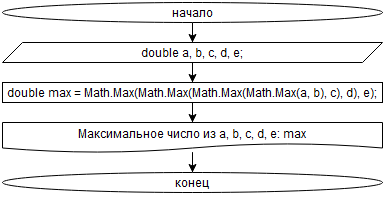 начало
double a, b, c, d, e;
double max = Math.Max(Math.Max(Math.Max(Math.Max(a, b), c), d), e);
Максимальное число из a, b, c, d, e: max
конец